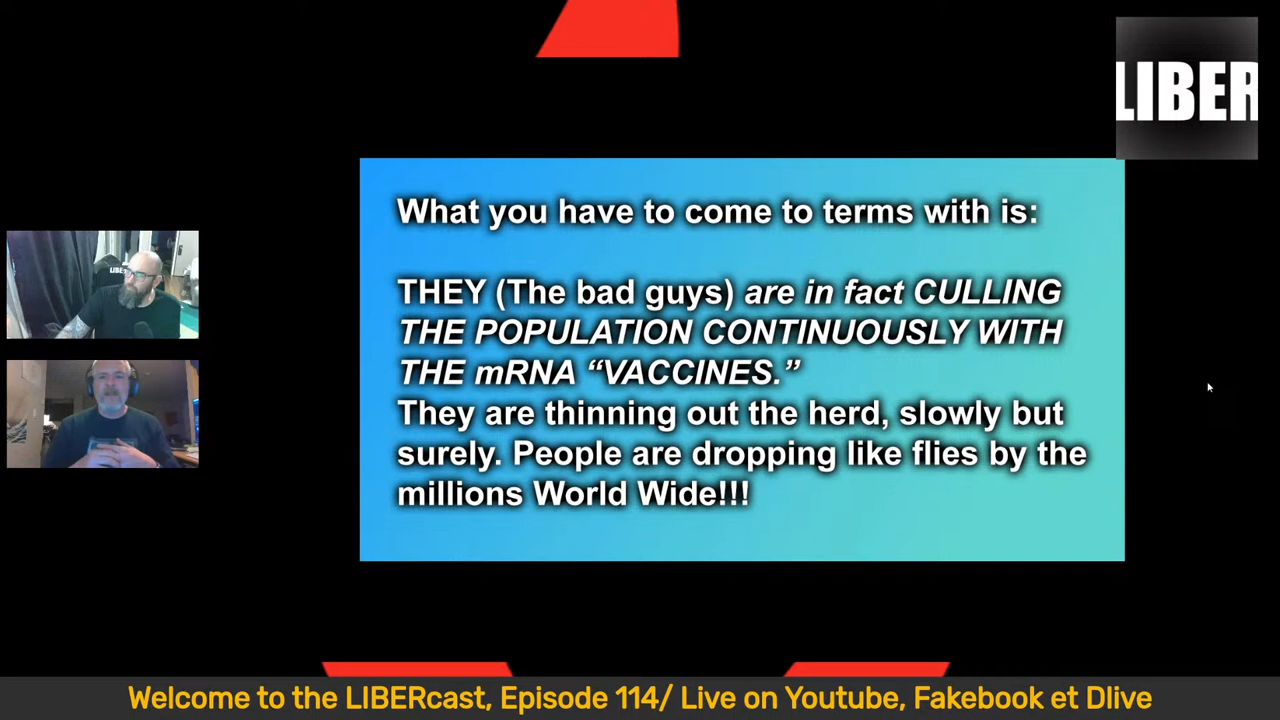 LIBER
What you have to come to terms with is:
THEY (The bad guys) are in fact CULLING
THE POPULATION CONTINUOUSLY WITH
THE mRNA “VACCINES.”
They are thinning out the herd, slowly but
surely. People are dropping like flies by the
millions World Wide!!!
LIBE
Welcome to the LIBERcast, Episode 114/ Live on Youtube, Fakebook et Dlive